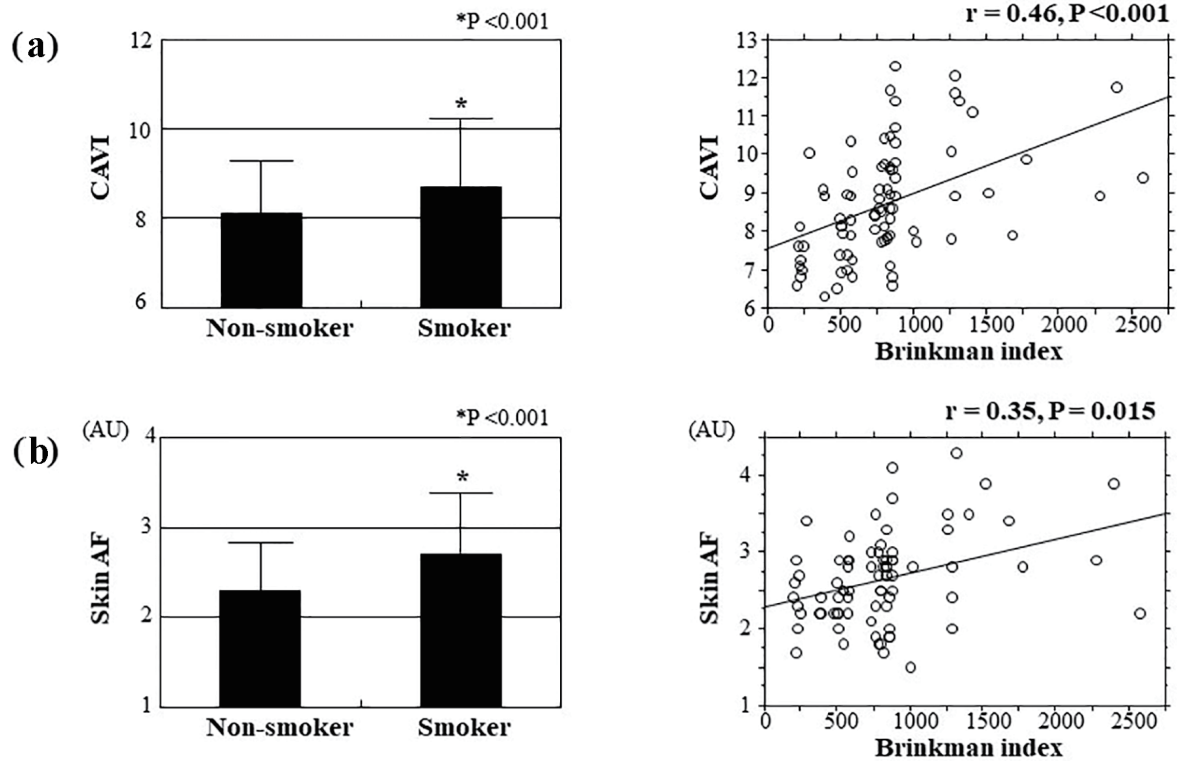 *P <0.001
(a)
12
10
8
6
CAVI
*
Non-smoker Smoker
r = 0.46, P<0.001
13
12
11
10
9
8
7
6
CAVI
0 500 1000 1500 2000 2500
Brinkman index
*P <0.001
(b)
(AU)
4
3
2
1
Skin AF
*
Non-smoker Smoker
r = 0.35, P = 0.015
(AU)
4
3
2
1
Skin AF
0 500 1000 1500 2000 2500
Brinkman index